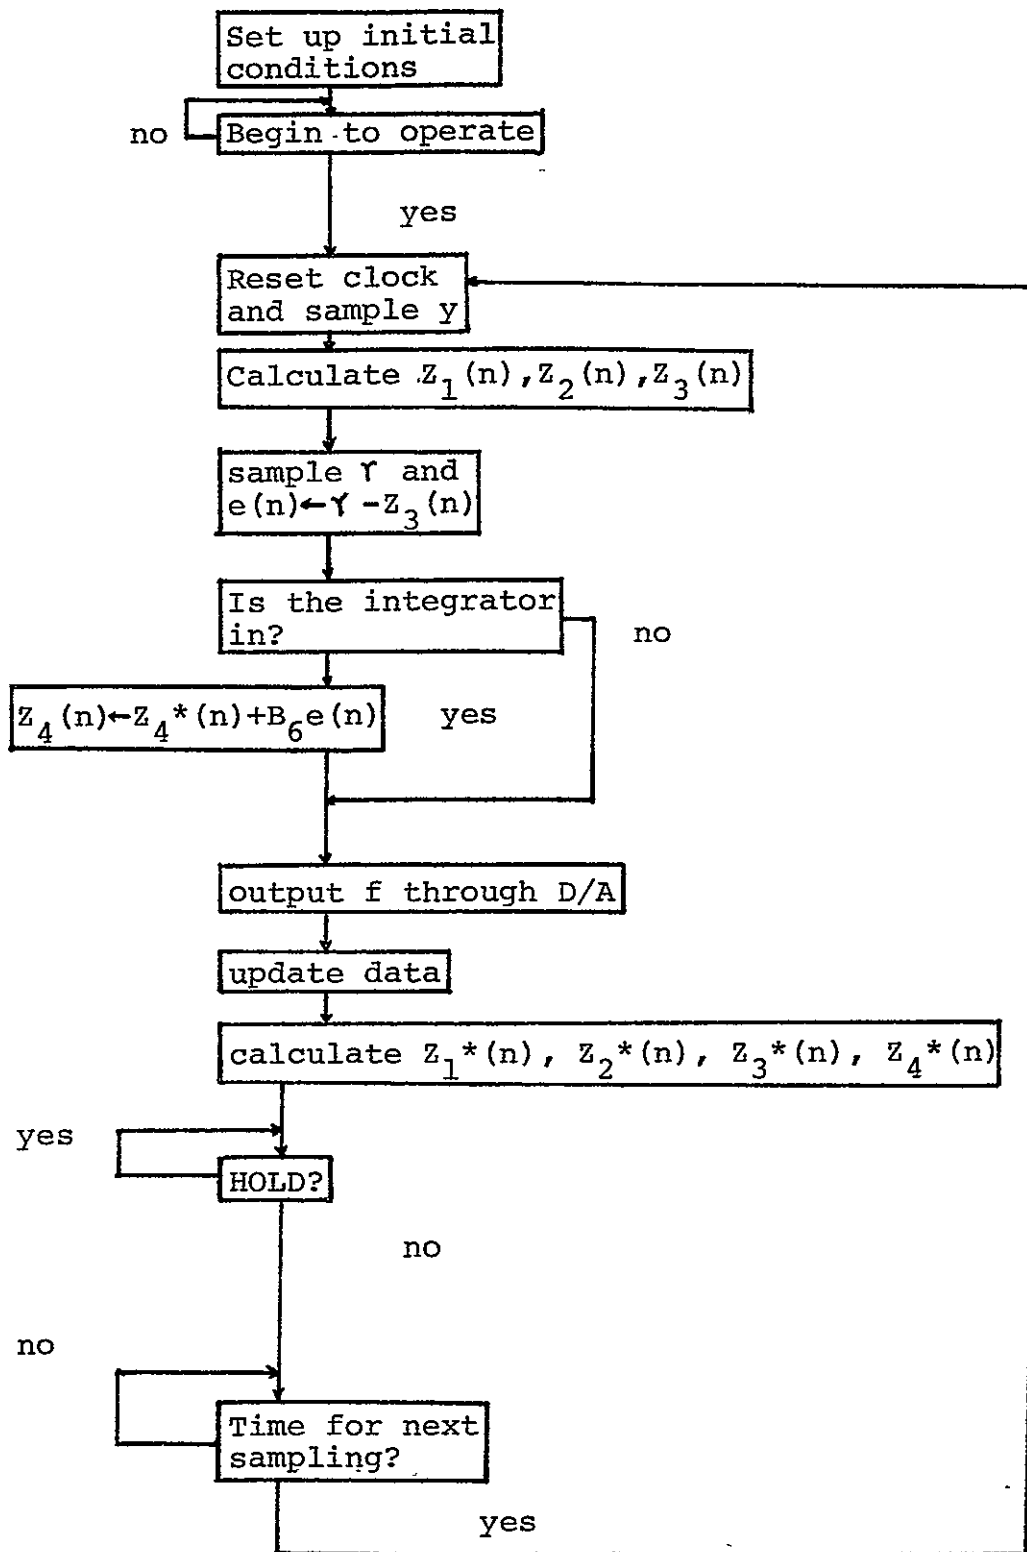 Set up initial
conditions
no
Begin to operate
yes
Reset clock
and sample y
Calculate Z₁(n),Z₂(n),Z₃(n)
sample r and
e(n)←r-Z₃(n)
Is the integrator
in?
no
Z₄(n)←Z₄*(n)+B₆e(n)
yes
output f through D/A
update data
calculate Z₁*(n), Z₂*(n), Z₃*(n), Z₄*(n)
yes
HOLD?
no
no
Time for next
sampling?
yes